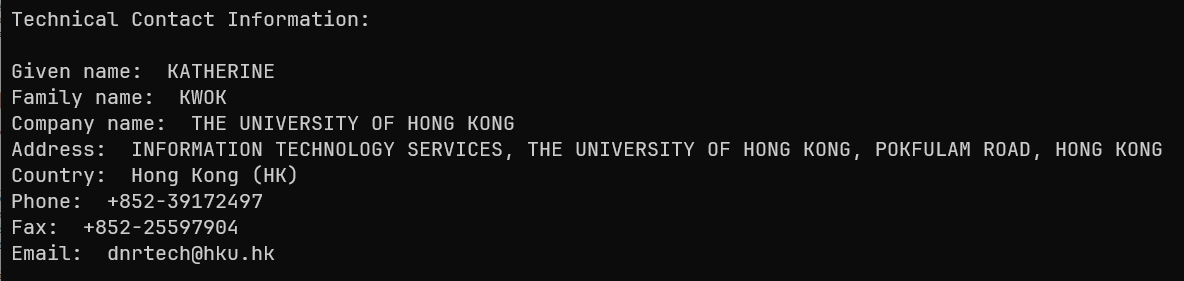 Technical Contact Information:
Given name:  KATHERINE
Family name:  KWOK
Company name:  THE UNIVERSITY OF HONG KONG
Address:  INFORMATION TECHNOLOGY SERVICES, THE UNIVERSITY OF HONG KONG, POKFULAM ROAD, HONG KONG
Country:  Hong Kong (HK)
Phone:  +852-39172497
Fax:  +852-25597904
Email:  dnrtech@hku.hk